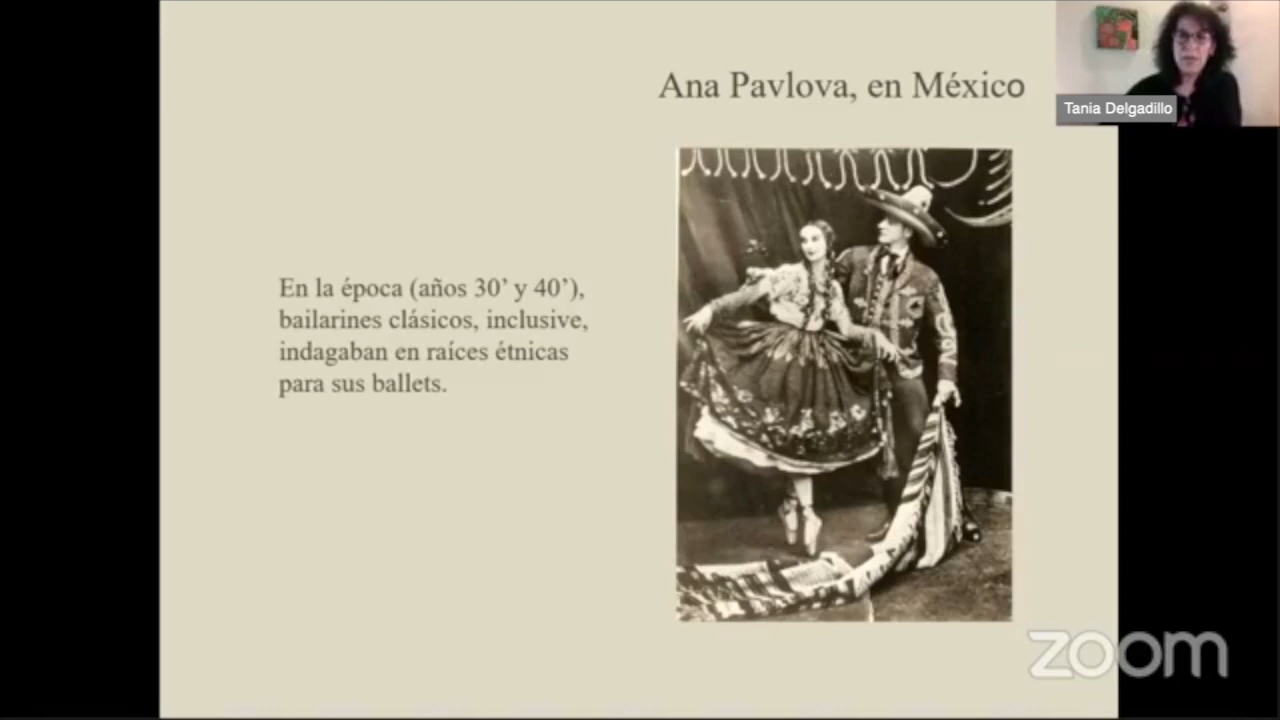 Ana Pavlova, en México
Tania Delgadillo
En la época (años 30’ y 40’),
bailarines clásicos, inclusive,
indagaban en raíces étnicas
para sus ballets.
zoom